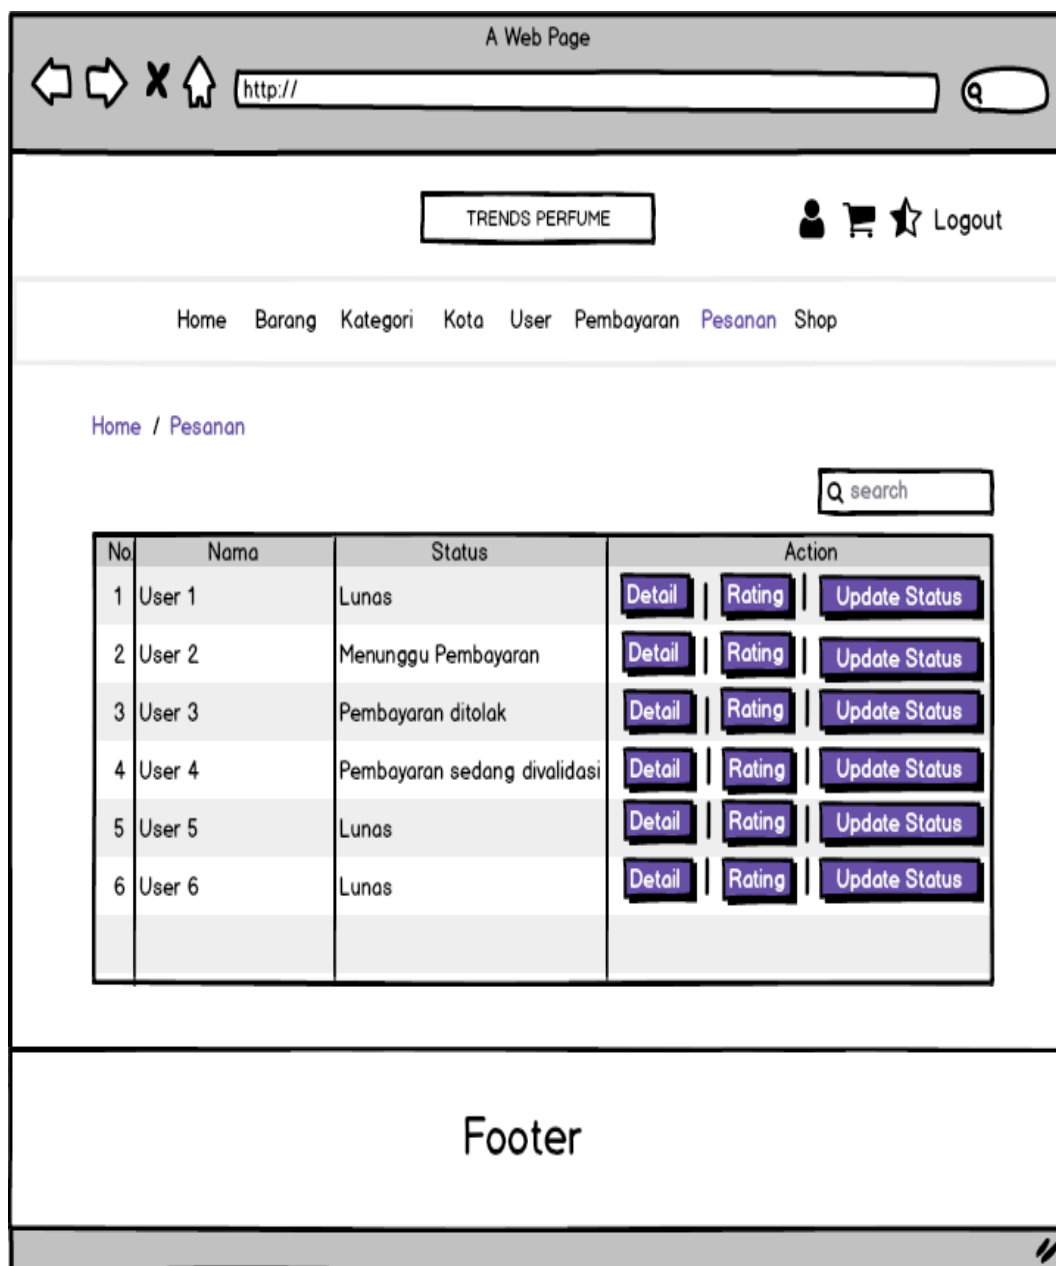 A Web Page
http://
TRENDS PERFUME
Logout
Home Barang Kategori Kota User Pembayaran Pesanan Shop
Home / Pesanan
search
No. Nama Status Action
1 User 1 Lunas Detail | Rating | Update Status
2 User 2 Menunggu Pembayaran Detail | Rating | Update Status
3 User 3 Pembayaran ditolak Detail | Rating | Update Status
4 User 4 Pembayaran sedang divalidasi Detail | Rating | Update Status
5 User 5 Lunas Detail | Rating | Update Status
6 User 6 Lunas Detail | Rating | Update Status
Footer